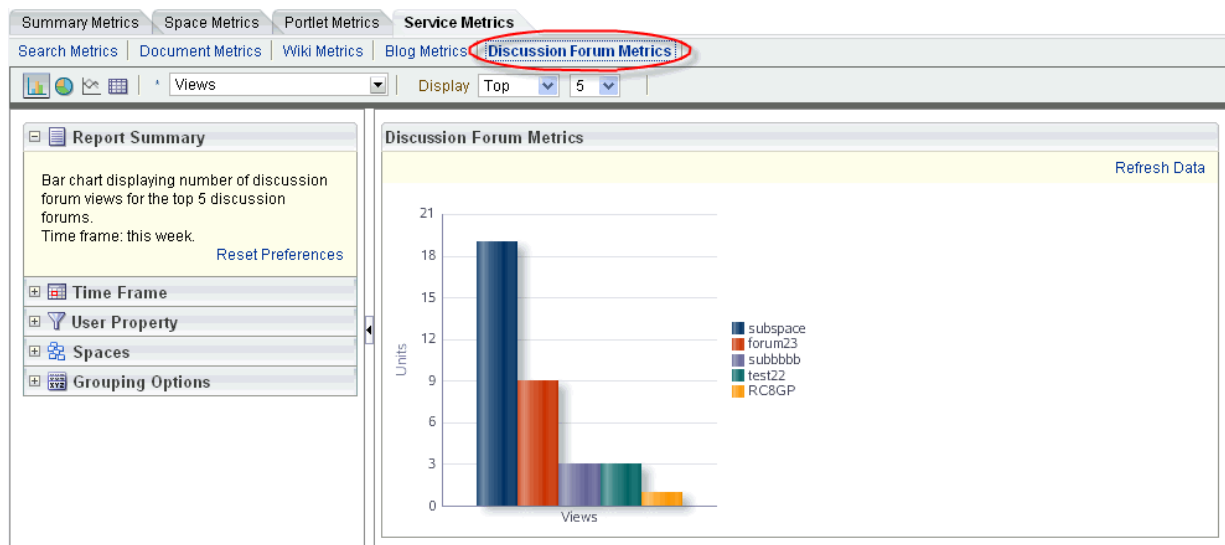 Summary Metrics Space Metrics Portlet Metrics Service Metrics
Search Metrics Document Metrics Wiki Metrics Blog Metrics Discussion Forum Metrics
* Views Display Top 5
Report Summary
Bar chart displaying number of discussion
forum views for the top 5 discussion
forums.
Time frame: this week.
Reset Preferences
Time Frame
User Property
Spaces
Grouping Options
Discussion Forum Metrics
Refresh Data
21
18
15
12
9
6
3
0
Units
Views
subspace
forum23
subbbbb
test22
RC8GP